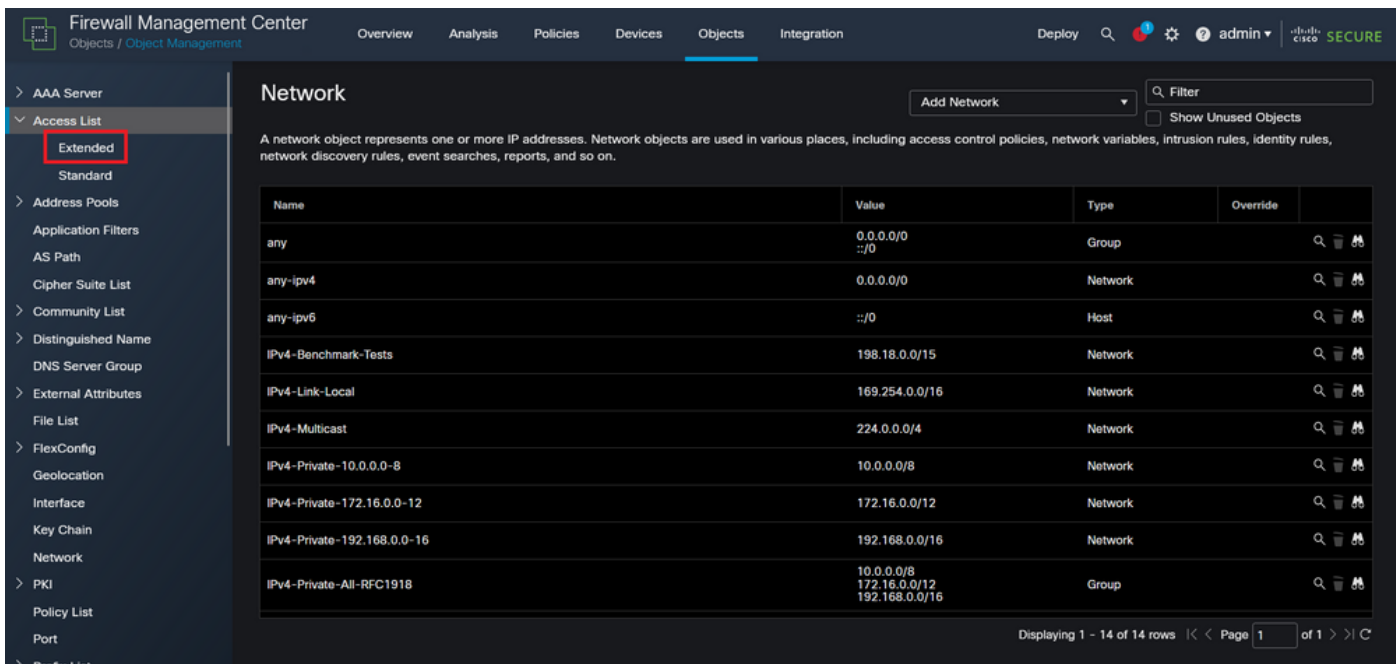 Firewall Management Center
Objects / Object Management
Overview Analysis Policies Devices Objects Integration Deploy 1 admin cisco SECURE
AAA Server
Access List
Extended
Standard
Address Pools
Application Filters
AS Path
Cipher Suite List
Community List
Distinguished Name
DNS Server Group
External Attributes
File List
FlexConfig
Geolocation
Interface
Key Chain
Network
PKI
Policy List
Port
Network
Add Network
Filter
Show Unused Objects
A network object represents one or more IP addresses. Network objects are used in various places, including access control policies, network variables, intrusion rules, identity rules,
network discovery rules, event searches, reports, and so on.
Name Value Type Override
any 0.0.0.0/0 Group
::/0
any-ipv4 0.0.0.0/0 Network
any-ipv6 ::/0 Host
IPv4-Benchmark-Tests 198.18.0.0/15 Network
IPv4-Link-Local 169.254.0.0/16 Network
IPv4-Multicast 224.0.0.0/4 Network
IPv4-Private-10.0.0.0-8 10.0.0.0/8 Network
IPv4-Private-172.16.0.0-12 172.16.0.0/12 Network
IPv4-Private-192.168.0.0-16 192.168.0.0/16 Network
IPv4-Private-All-RFC1918 10.0.0.0/8 Group
172.16.0.0/12
192.168.0.0/16
Displaying 1 - 14 of 14 rows |< < Page 1 of 1 > >| C